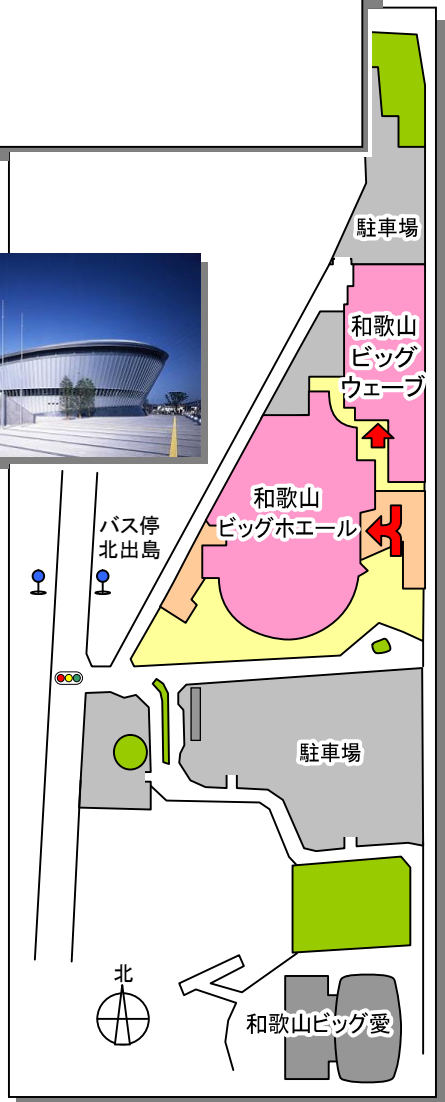 駐車場
和歌山
ビッグ
ウェーブ
和歌山
ビッグホエール
バス停
北出島
駐車場
北
和歌山ビッグ愛